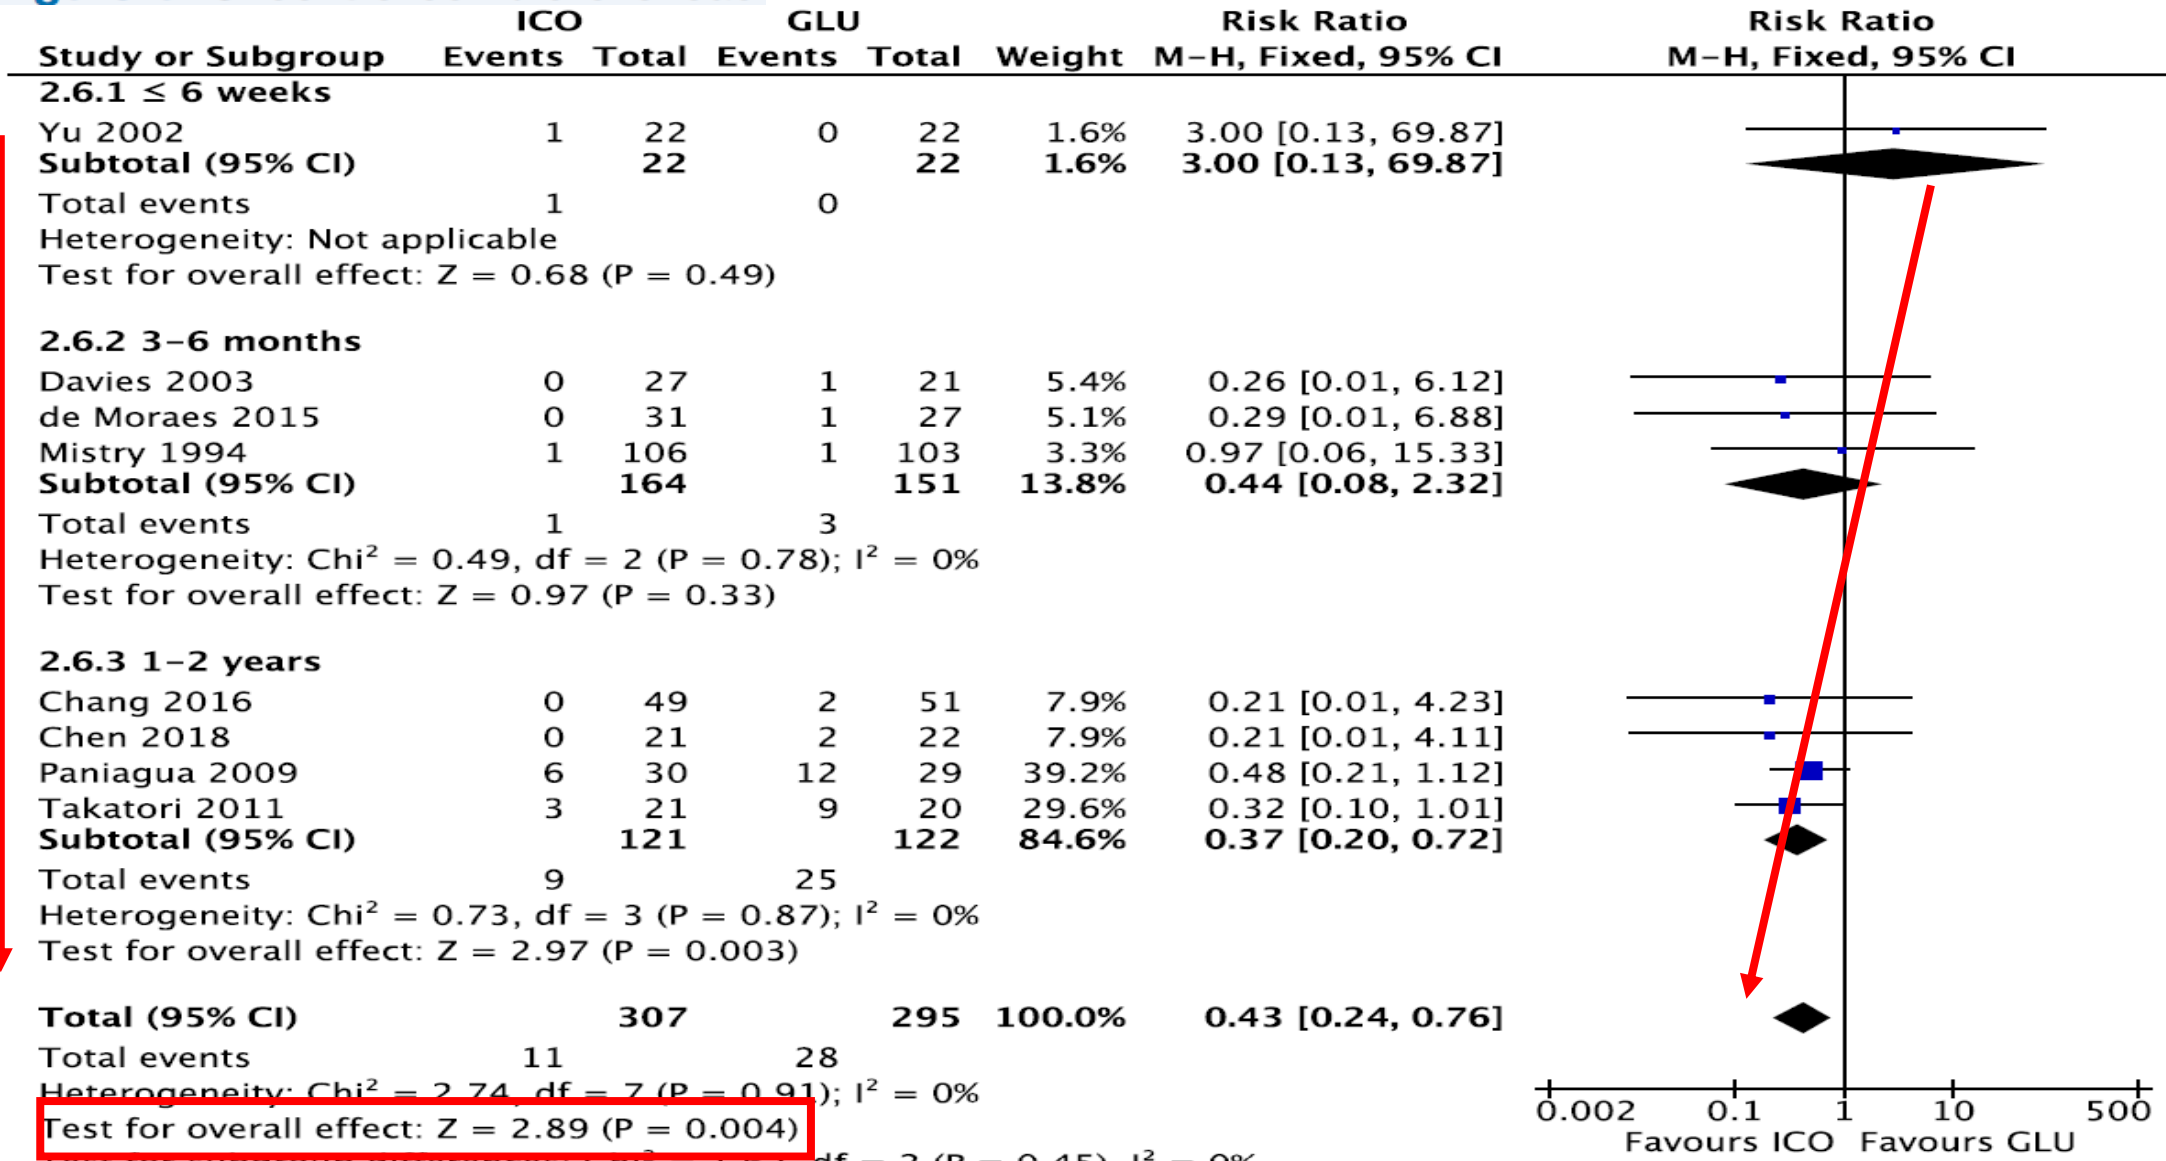 ICO GLU Risk Ratio Risk Ratio
Study or Subgroup Events Total Events Total Weight M-H, Fixed, 95% CI M-H, Fixed, 95% CI
2.6.1 ≤ 6 weeks
Yu 2002 1 22 0 22 1.6% 3.00 [0.13, 69.87]
Subtotal (95% CI) 22 22 1.6% 3.00 [0.13, 69.87]
Total events 1 0
Heterogeneity: Not applicable
Test for overall effect: Z = 0.68 (P = 0.49)
2.6.2 3-6 months
Davies 2003 0 27 1 21 5.4% 0.26 [0.01, 6.12]
de Moraes 2015 0 31 1 27 5.1% 0.29 [0.01, 6.88]
Mistry 1994 1 106 1 103 3.3% 0.97 [0.06, 15.33]
Subtotal (95% CI) 164 151 13.8% 0.44 [0.08, 2.32]
Total events 1 3
Heterogeneity: Chi² = 0.49, df = 2 (P = 0.78); I² = 0%
Test for overall effect: Z = 0.97 (P = 0.33)
2.6.3 1-2 years
Chang 2016 0 49 2 51 7.9% 0.21 [0.01, 4.23]
Chen 2018 0 21 2 22 7.9% 0.21 [0.01, 4.11]
Paniagua 2009 6 30 12 29 39.2% 0.48 [0.21, 1.12]
Takatori 2011 3 21 9 20 29.6% 0.32 [0.10, 1.01]
Subtotal (95% CI) 121 122 84.6% 0.37 [0.20, 0.72]
Total events 9 25
Heterogeneity: Chi² = 0.73, df = 3 (P = 0.87); I² = 0%
Test for overall effect: Z = 2.97 (P = 0.003)
Total (95% CI) 307 295 100.0% 0.43 [0.24, 0.76]
Total events 11 28
Heterogeneity: Chi² = 2.74, df = 7 (P = 0.91); I² = 0%
Test for overall effect: Z = 2.89 (P = 0.004)
0.002 0.1 1 10 500
Favours ICO Favours GLU